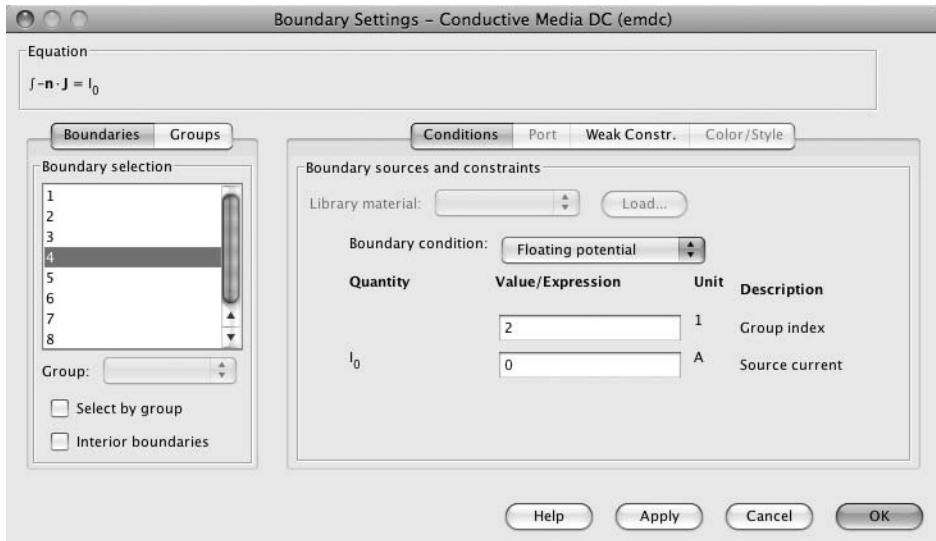 Boundary Settings – Conductive Media DC (emdc)
Equation
∫-n · J = I₀
Boundaries Groups
Boundary selection
1
2
3
4
5
6
7
8
Group:
Select by group
Interior boundaries
Conditions Port Weak Constr. Color/Style
Boundary sources and constraints
Library material: Load...
Boundary condition: Floating potential
Quantity Value/Expression Unit Description
2 1 Group index
I₀ 0 A Source current
Help Apply Cancel OK